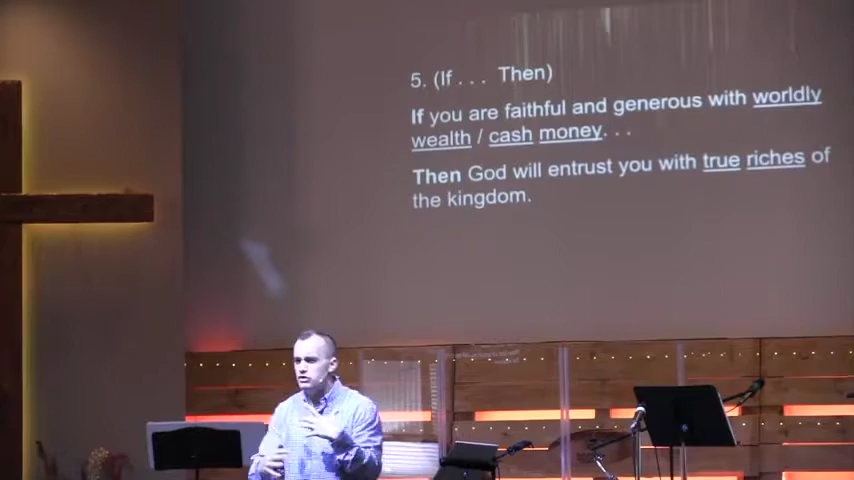 5. (If . . . Then)
If you are faithful and generous with worldly
wealth / cash money. . .
Then God will entrust you with true riches of
the kingdom.